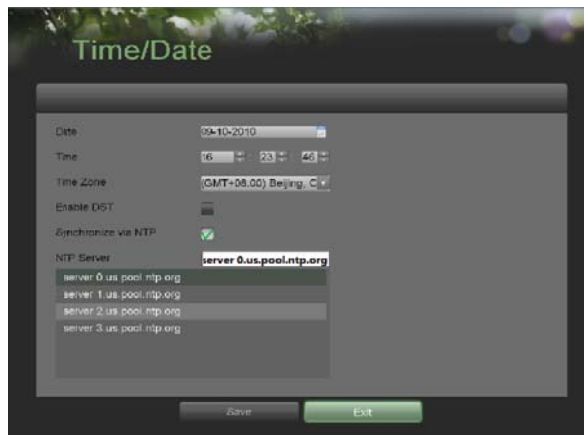 Time/Date
Date 09-10-2010
Time 16 : 23 : 46
Time Zone (GMT+08:00) Beijing, C
Enable DST
Synchronize via NTP
NTP Server server 0.us.pool.ntp.org
server 0.us.pool.ntp.org
server 1.us.pool.ntp.org
server 2.us.pool.ntp.org
server 3.us.pool.ntp.org
Save Exit